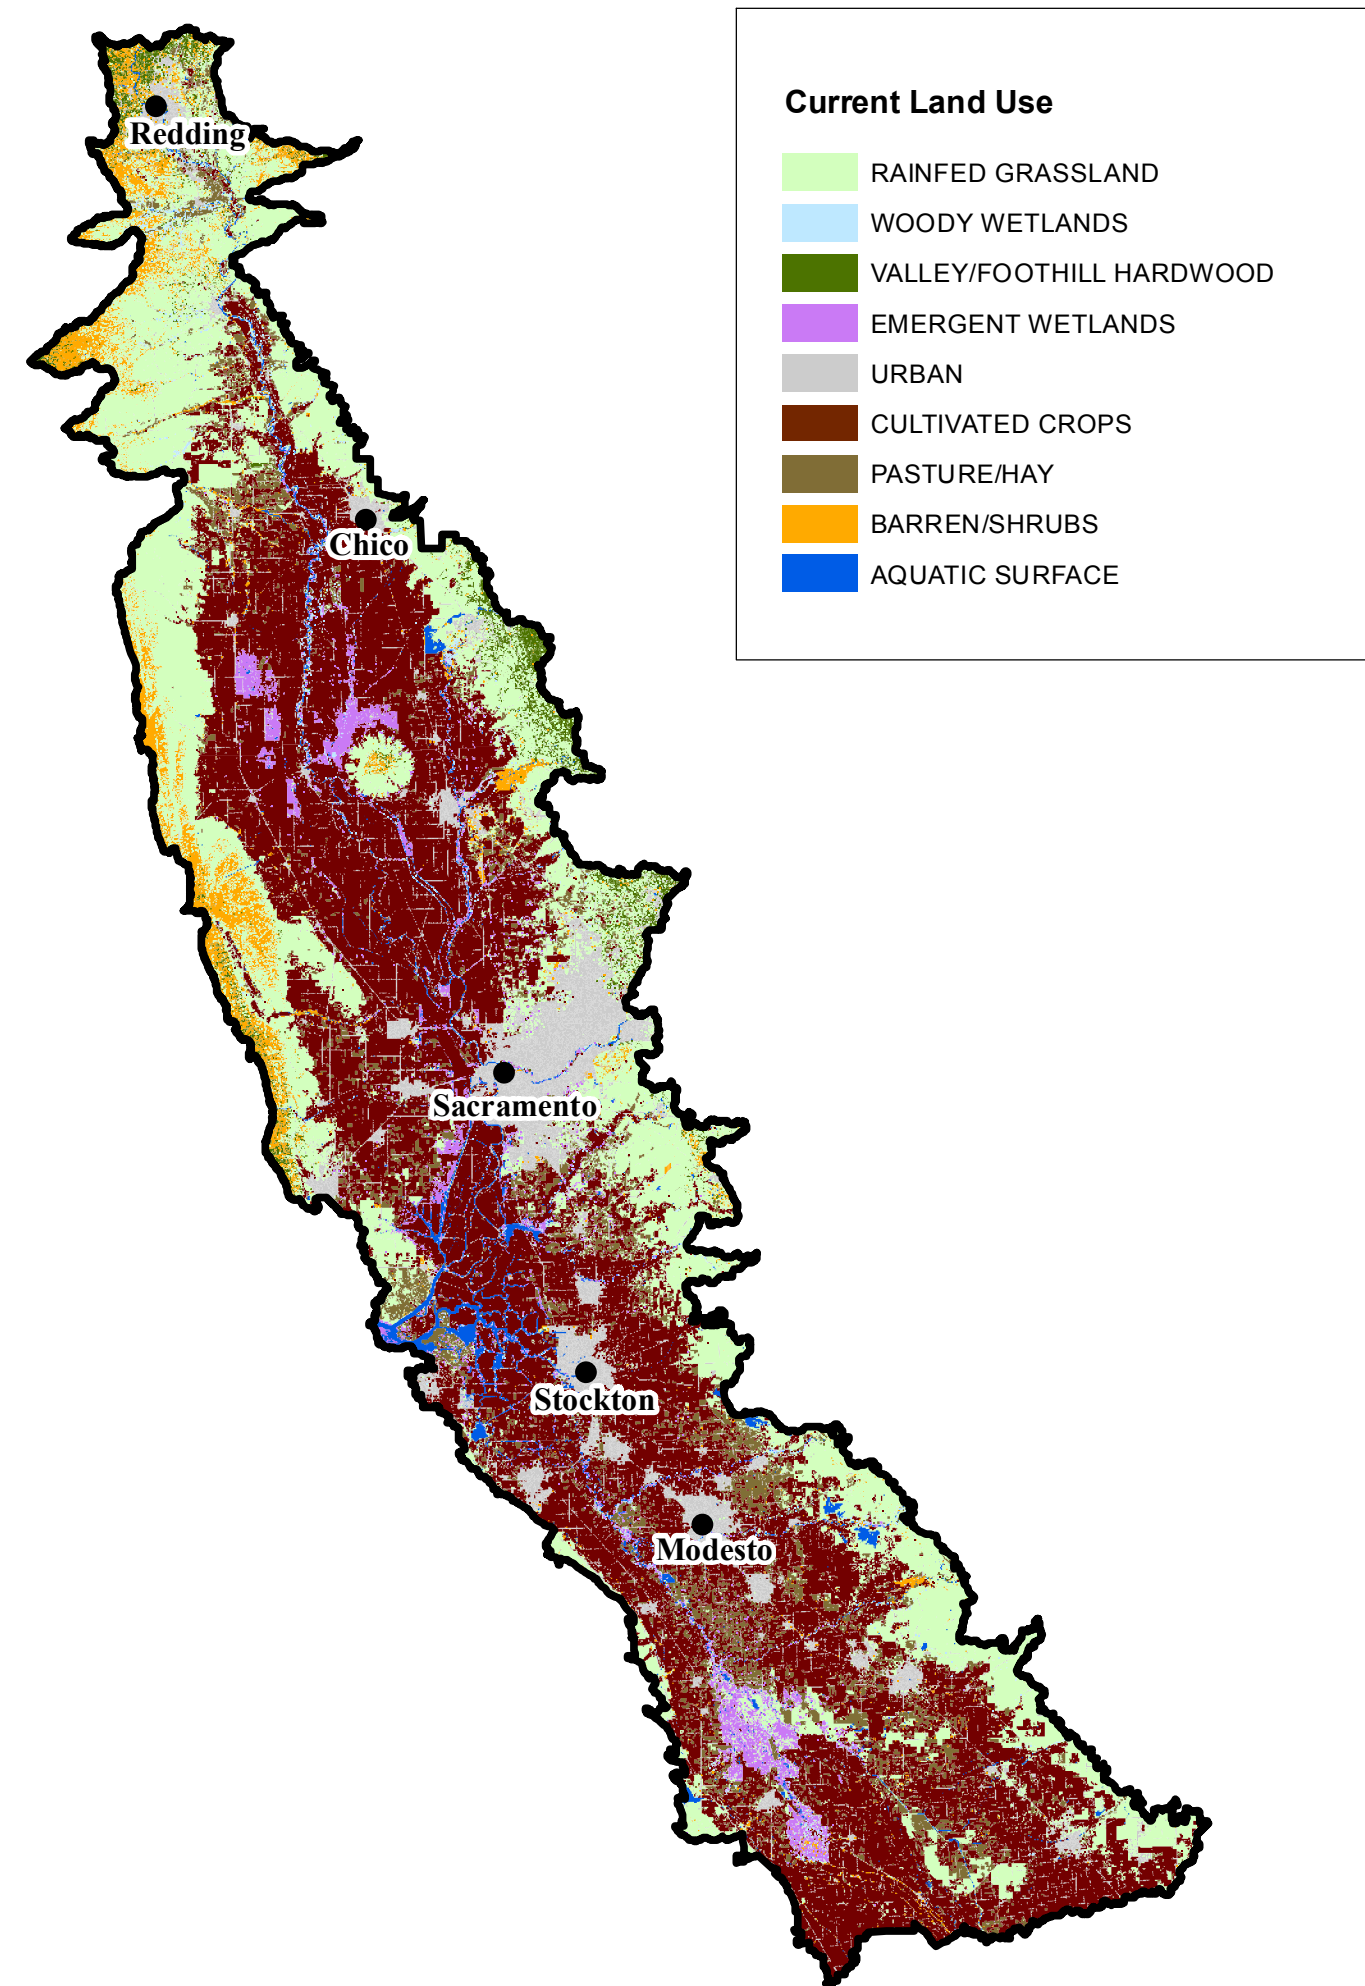 Current Land Use
RAINFED GRASSLAND
WOODY WETLANDS
VALLEY/FOOTHILL HARDWOOD
EMERGENT WETLANDS
URBAN
CULTIVATED CROPS
PASTURE/HAY
BARREN/SHRUBS
AQUATIC SURFACE
Redding
Chico
Sacramento
Stockton
Modesto